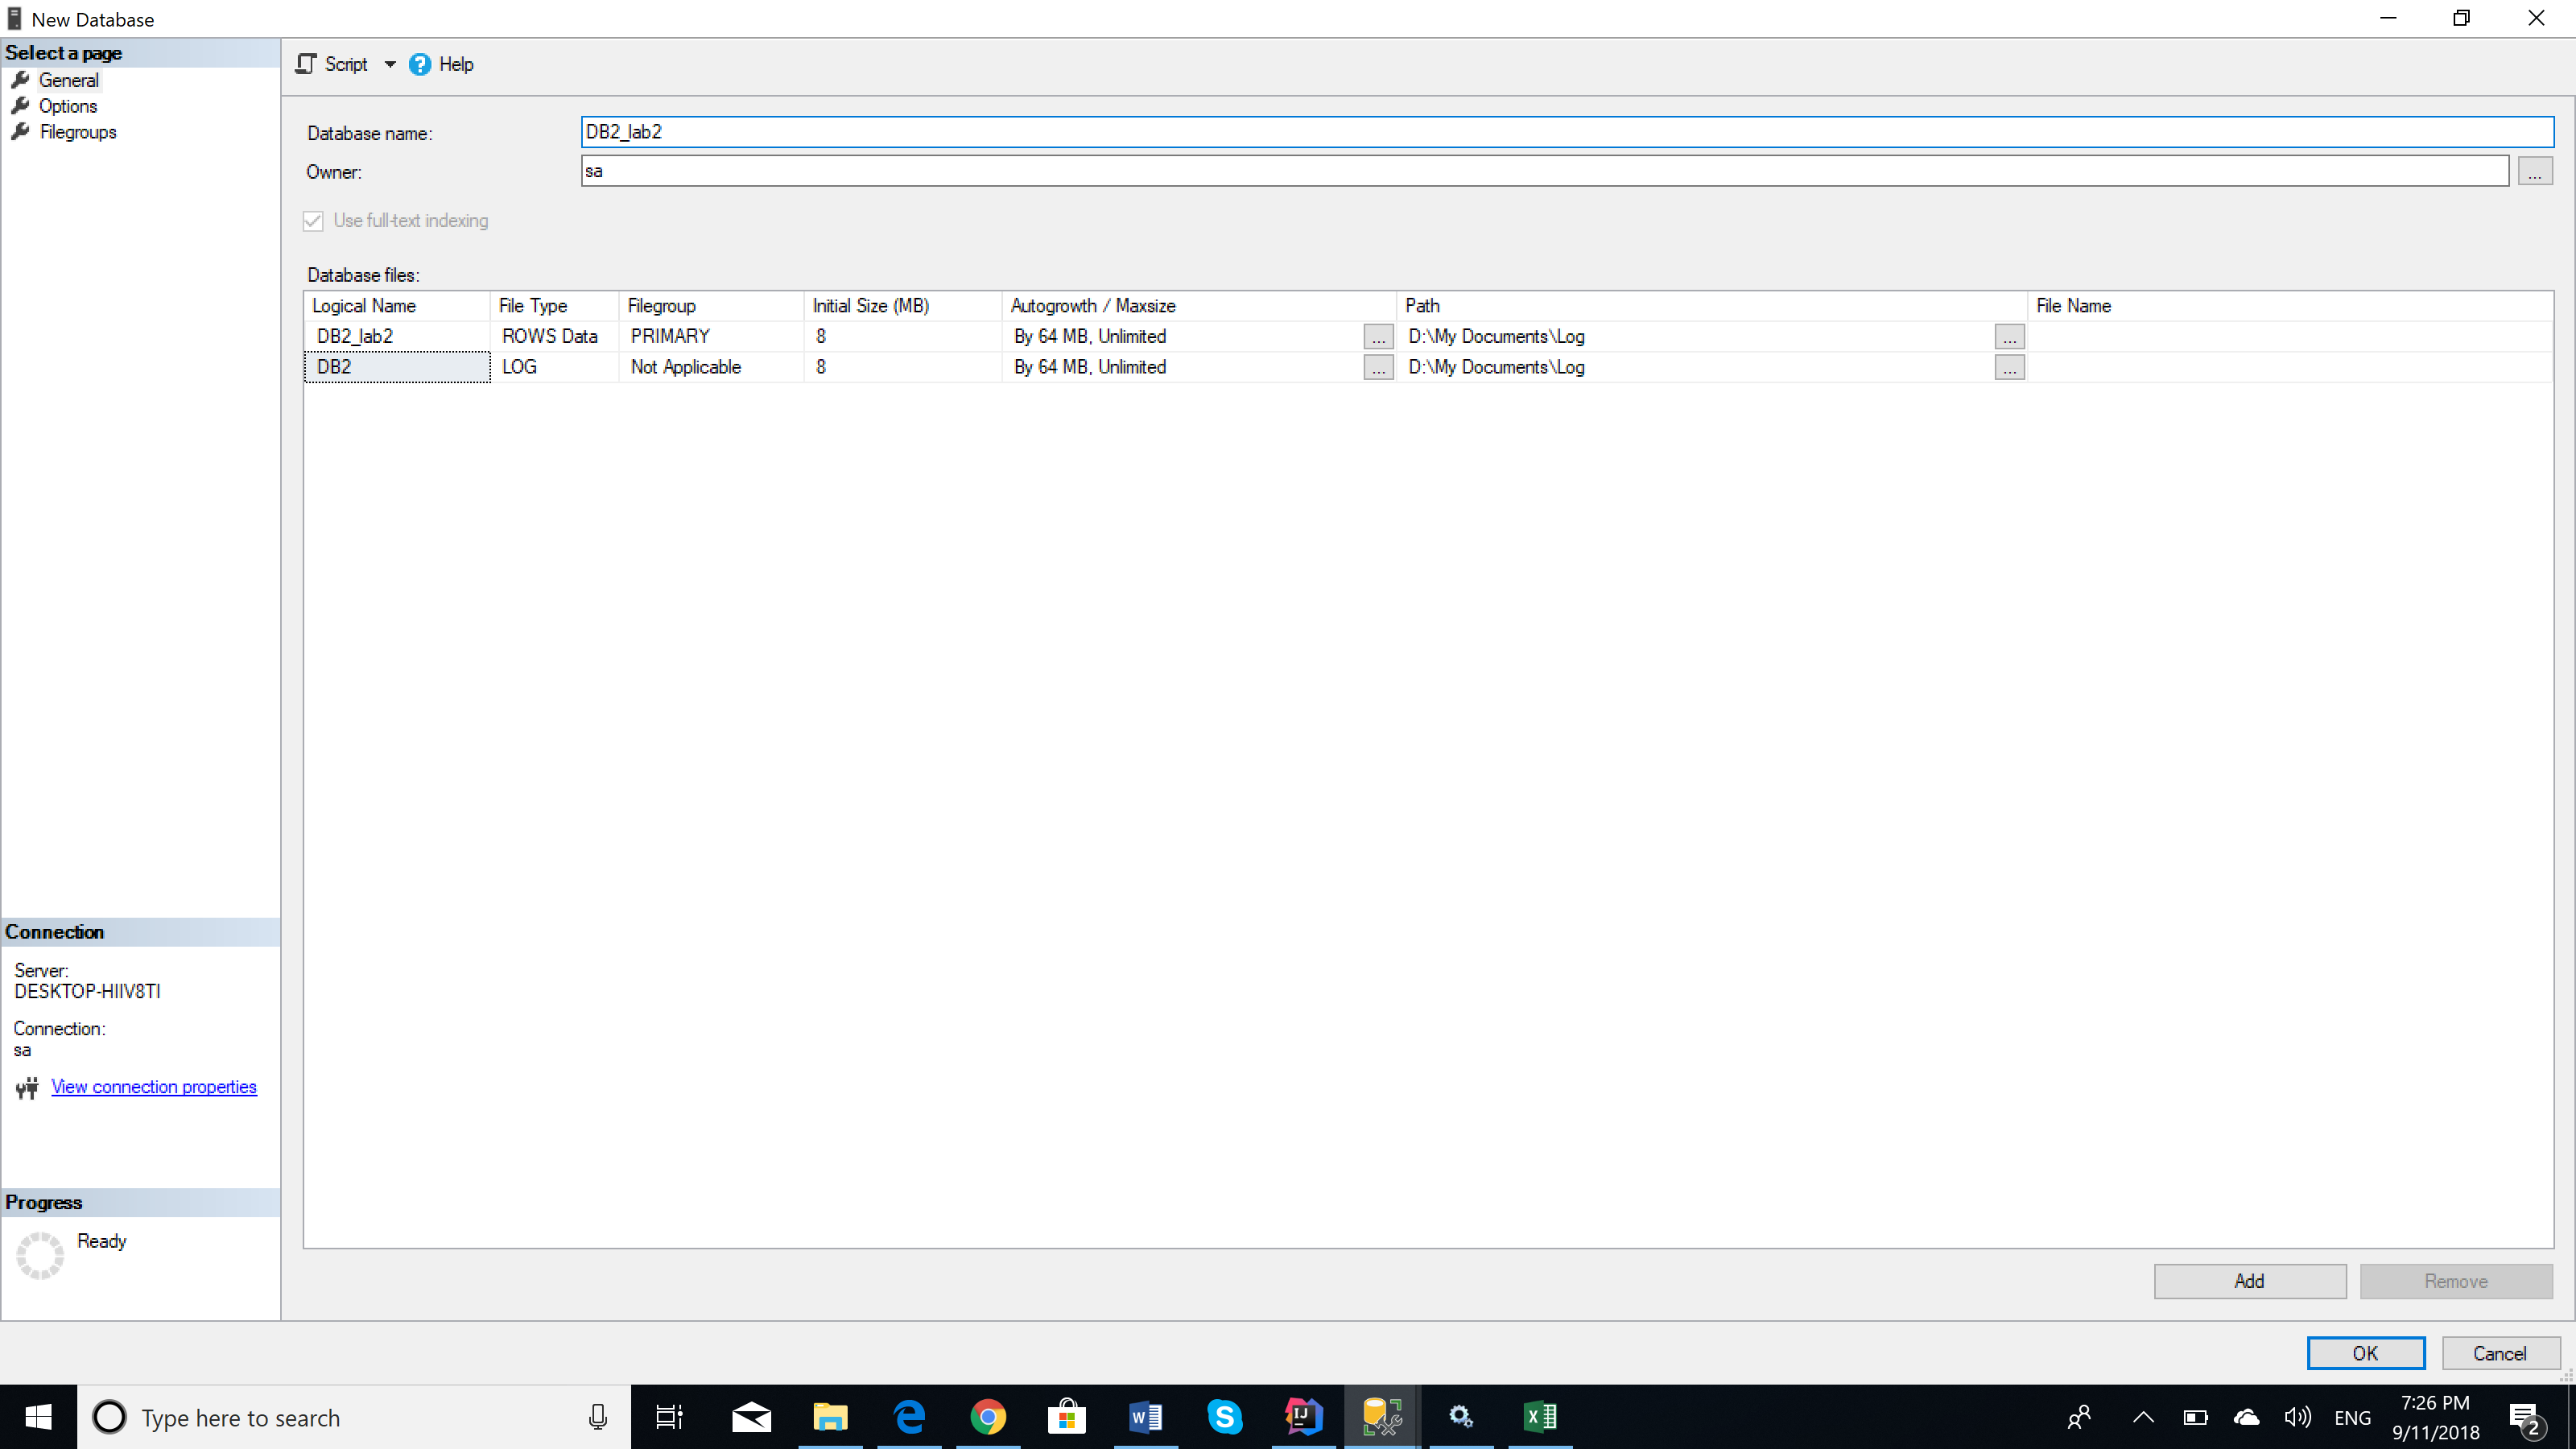 New Database
Select a page
General
Options
Filegroups
Script Help
Database name: DB2_lab2
Owner: sa ...
Use full-text indexing
Database files:
Logical Name File Type Filegroup Initial Size (MB) Autogrowth / Maxsize Path File Name
DB2_lab2 ROWS Data PRIMARY 8 By 64 MB, Unlimited ... D:\My Documents\Log ...
DB2 LOG Not Applicable 8 By 64 MB, Unlimited ... D:\My Documents\Log ...
Connection
Server:
DESKTOP-HIIV8TI
Connection:
sa
View connection properties
Progress
Ready
Add Remove
OK Cancel
Type here to search
ENG
7:26 PM
9/11/2018
2